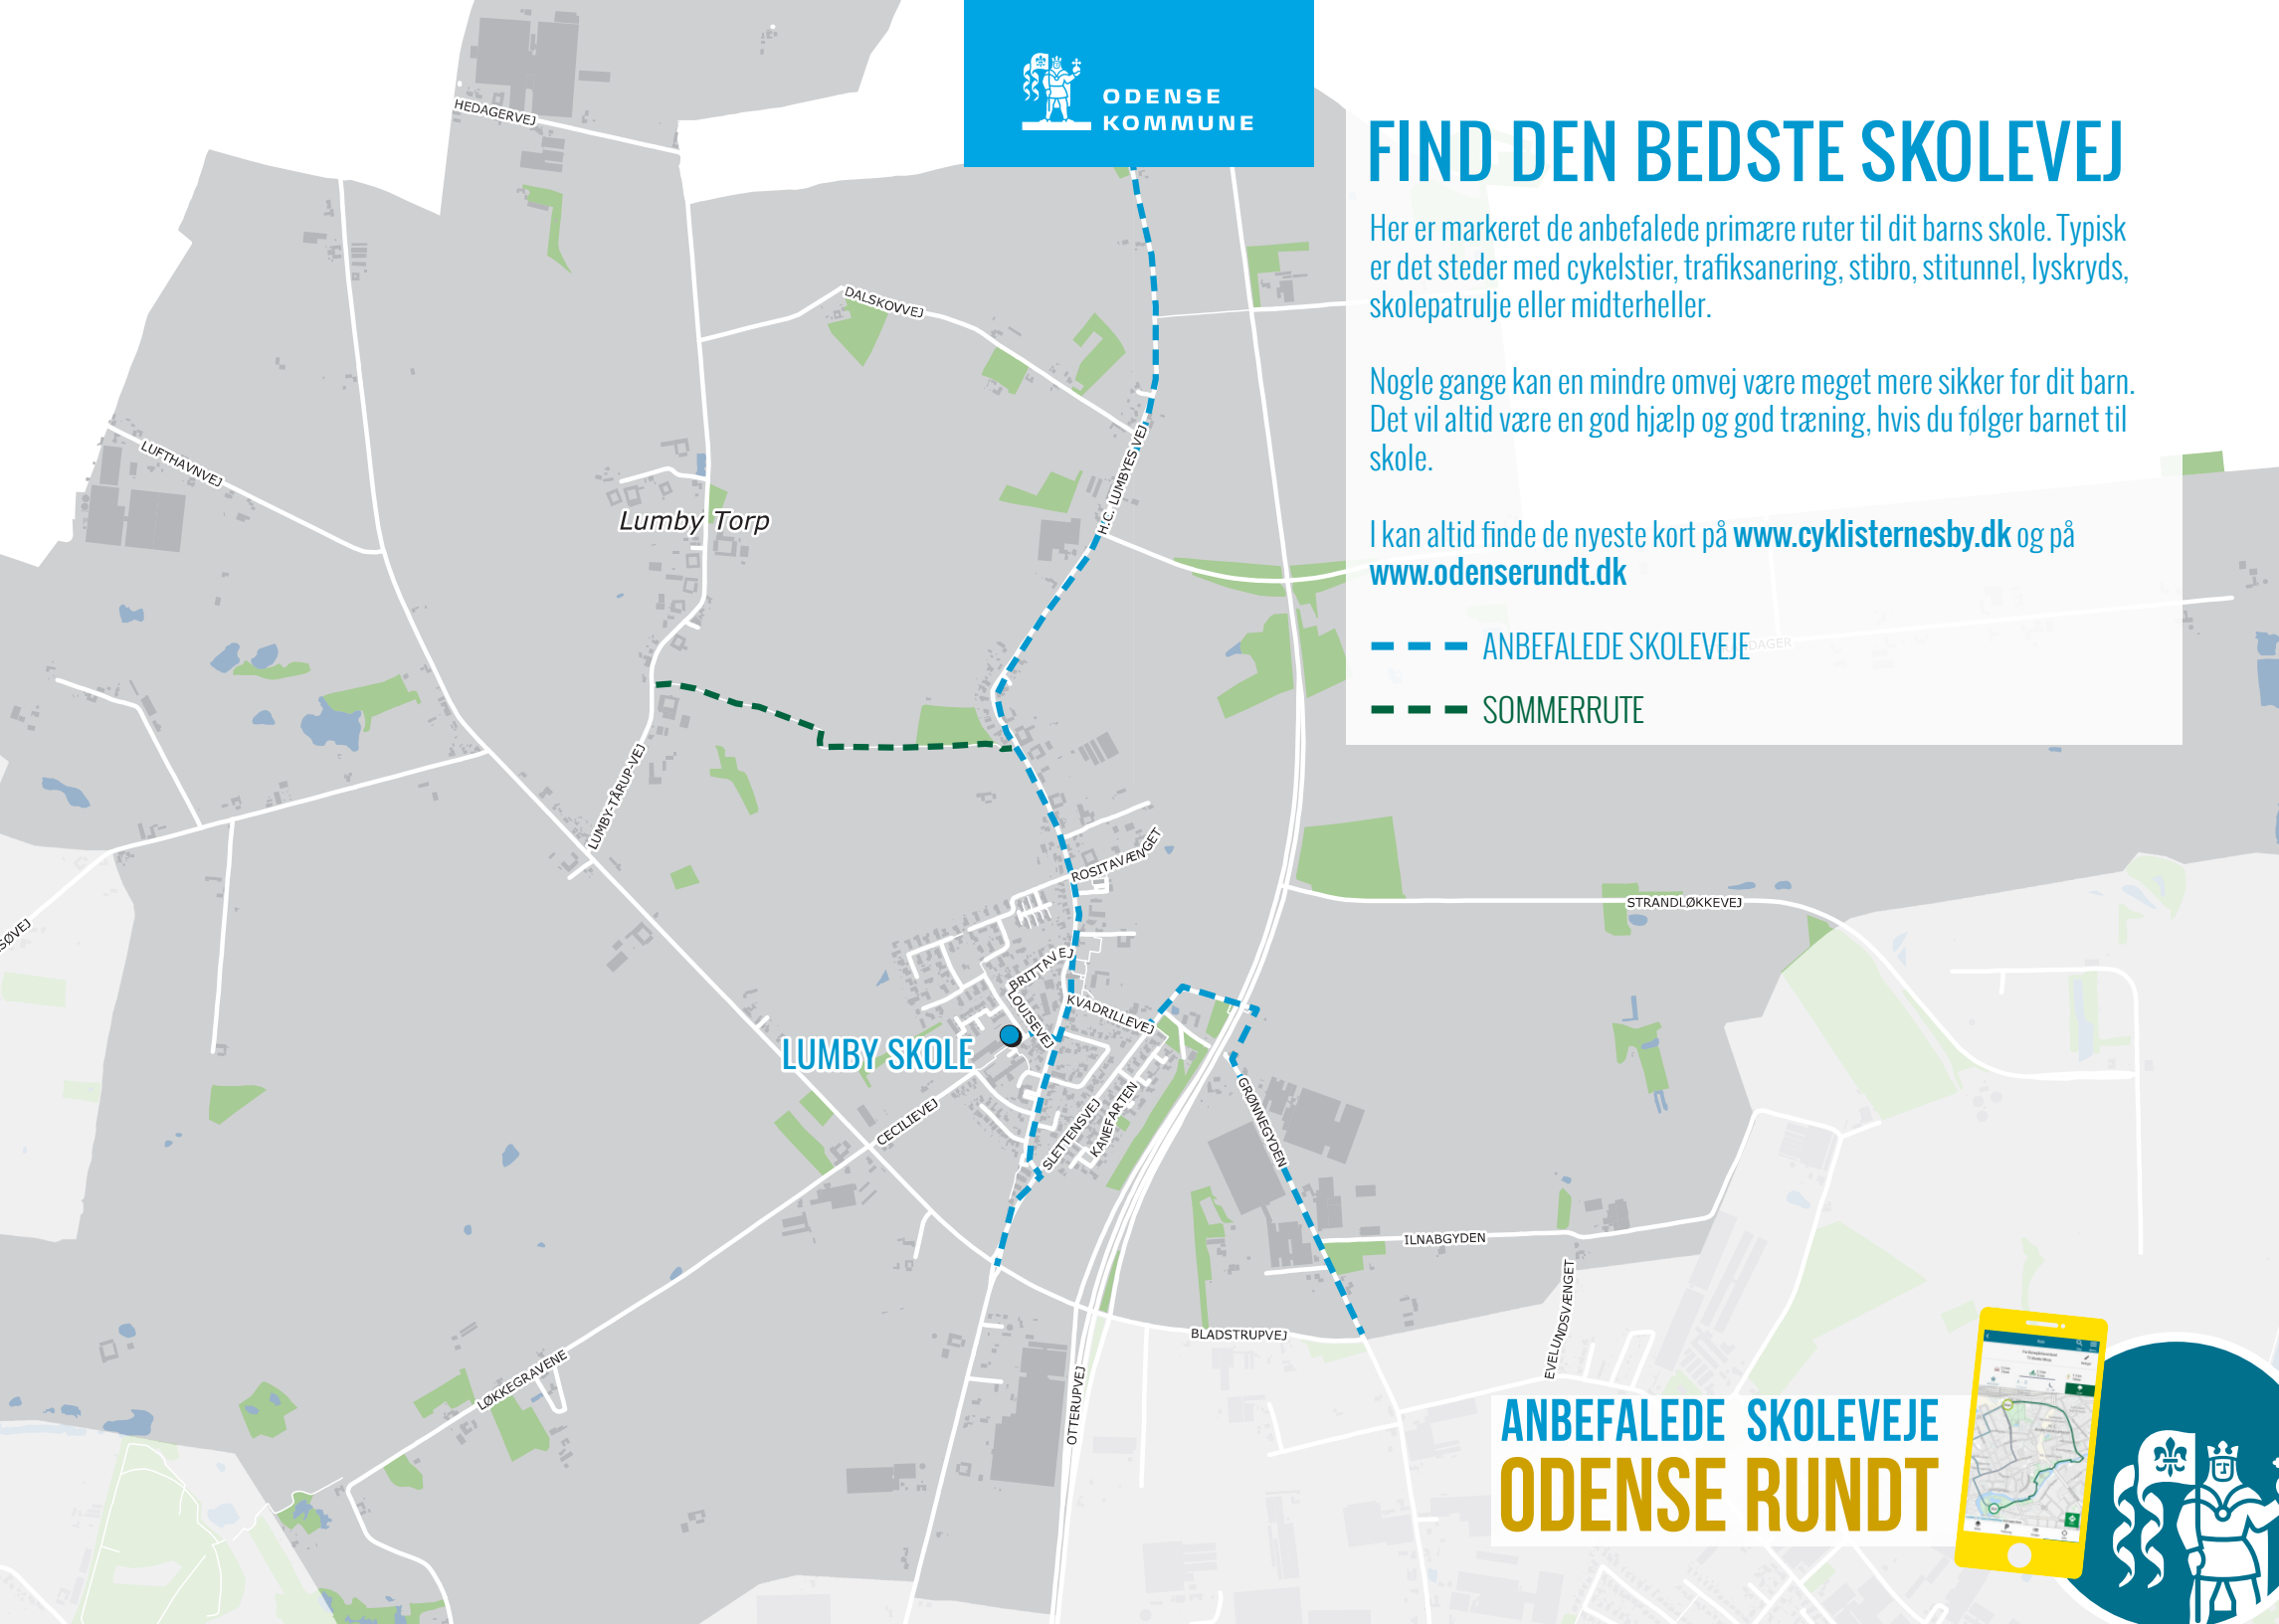 ODENSE
KOMMUNE
FIND DEN BEDSTE SKOLEVEJ
Her er markeret de anbefalede primære ruter til dit barns skole. Typisk
er det steder med cykelstier, trafiksanering, stibro, stitunnel, lyskryds,
skolepatrulje eller midterheller.
Nogle gange kan en mindre omvej være meget mere sikker for dit barn.
Det vil altid være en god hjælp og god træning, hvis du følger barnet til
skole.
I kan altid finde de nyeste kort på www.cyklisternesby.dk og på
www.odenserundt.dk
ANBEFALEDE SKOLEVEJE
SOMMERRUTE
HEDAGERVEJ
DALSKOVVEJ
LUFTHAVNVEJ
H.C. LUMBYES VEJ
Lumby Torp
LUMBY-TÅRUP-VEJ
ROSITAVÆNGET
STRANDLØKKEVEJ
SØVEJ
BRITTAVEJ
LOUISEVEJ
KVADRILLEVEJ
LUMBY SKOLE
CECILIEVEJ
SLETTENSVEJ
KANEFARTEN
GRØNNEGYDEN
ILNABGYDEN
EVELUNDSVÆNGET
BLADSTRUPVEJ
LØKKEGRAVENE
OTTERUPVEJ
ANBEFALEDE SKOLEVEJE
ODENSE RUNDT